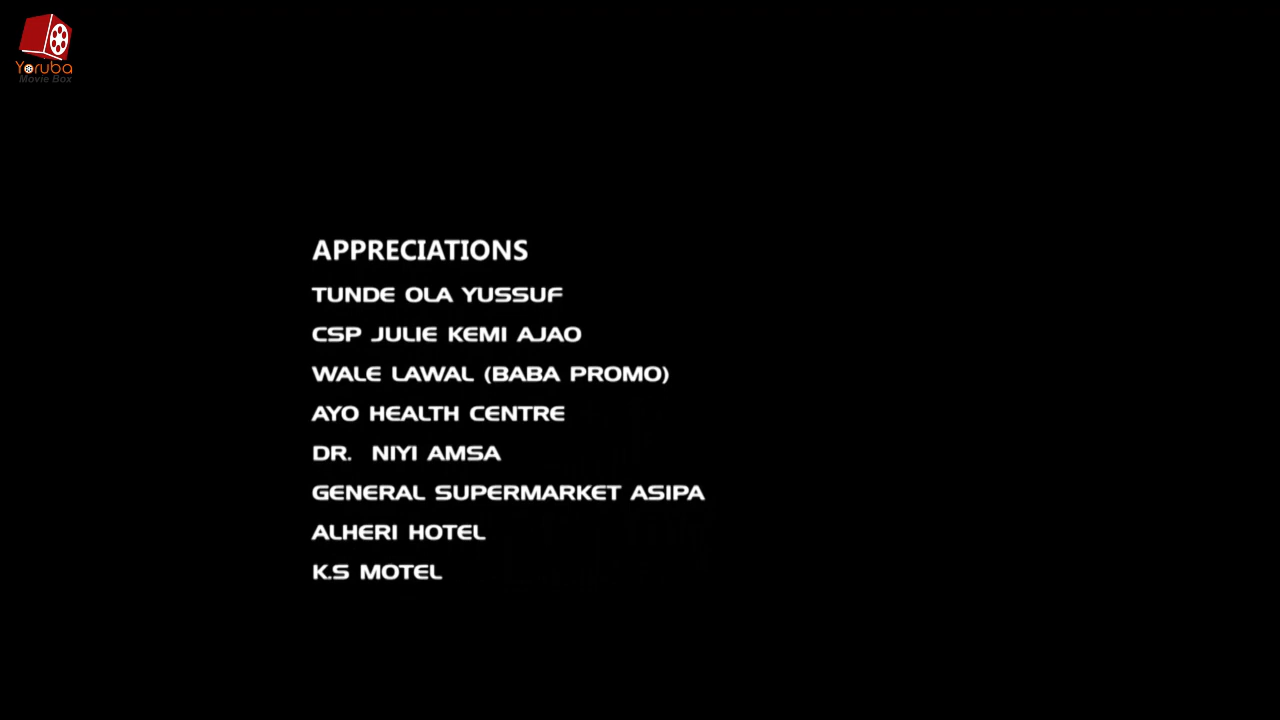 Yoruba
Movie Box
APPRECIATIONS
TUNDE OLA YUSSUF
CSP JULIE KEMI AJAO
WALE LAWAL (BABA PROMO)
AYO HEALTH CENTRE
DR. NIYI AMSA
GENERAL SUPERMARKET ASIPA
ALHERI HOTEL
K.S MOTEL